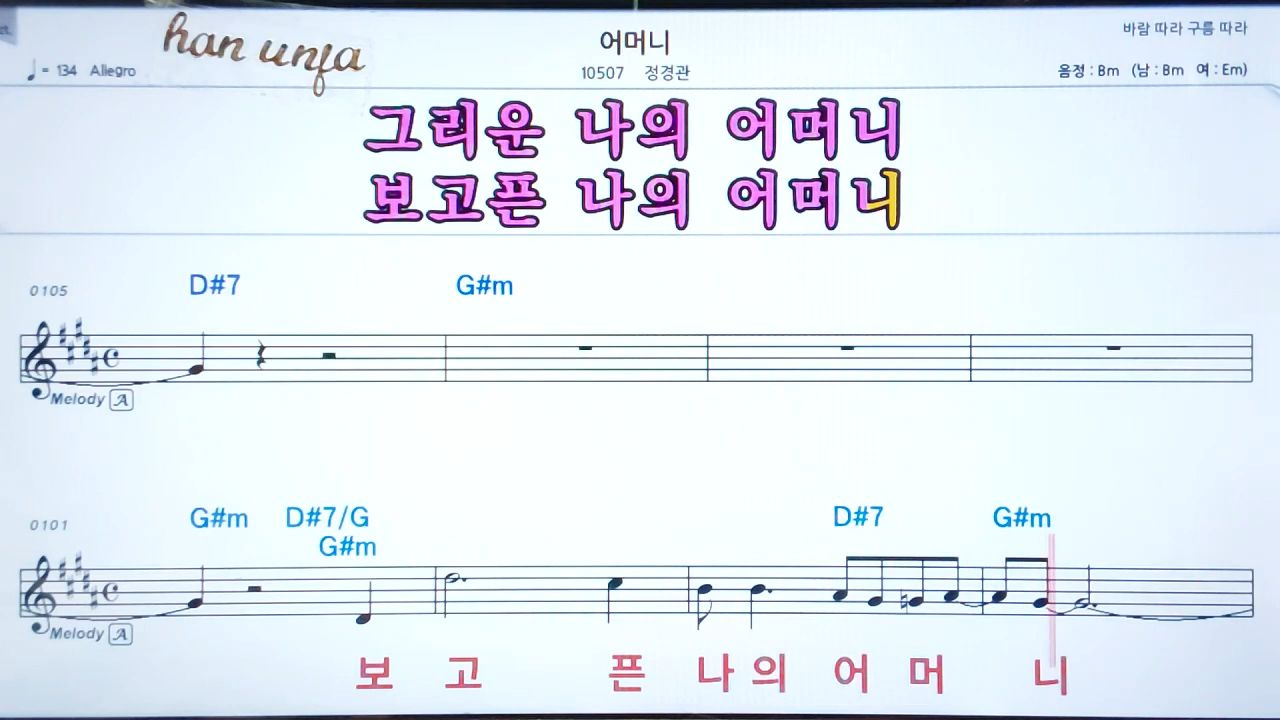 han unja
어머니
바람 따라 구름 따라
♩= 134 Allegro
10507 정경관
음정 : Bm (남 : Bm 여 : Em)
그리운 나의 어머니
보고픈 나의 어머니
0105
D#7 G#m
Melody A
0101
G#m D#7/G D#7 G#m
G#m
Melody A
보 고 픈 나 의 어 머 니